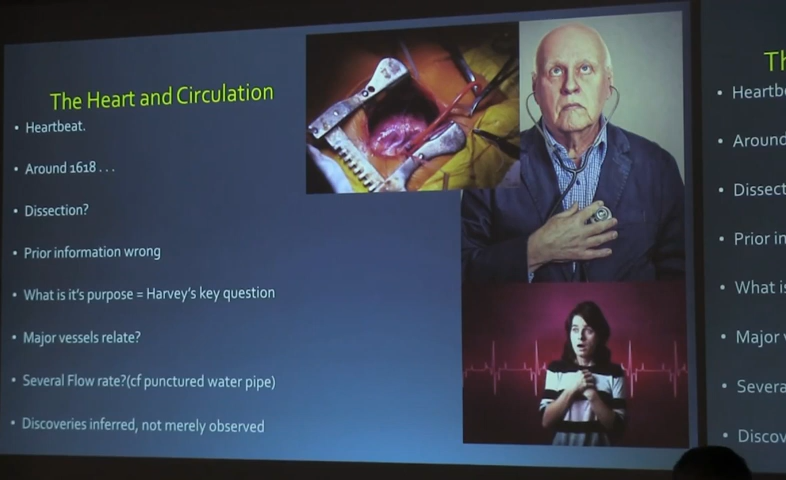 The Heart and Circulation
• Heartbeat.
• Around 1618 . . .
• Dissection?
• Prior information wrong
• What is it's purpose = Harvey's key question
• Major vessels relate?
• Several Flow rate?(cf punctured water pipe)
• Discoveries inferred, not merely observed
Th
• Heartbe
• Around
• Dissect
• Prior in
• What is
• Major v
• Severa
• Discov